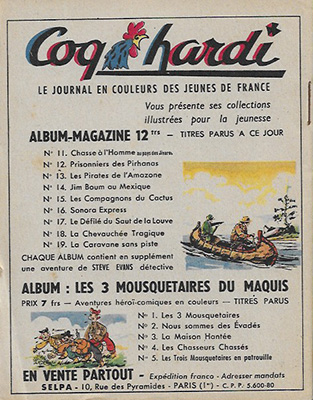 Coq hardi
LE JOURNAL EN COULEURS DES JEUNES DE FRANCE
Vous présente ses collections
illustrées pour la jeunesse
ALBUM-MAGAZINE 12 frs – TITRES PARUS A CE JOUR
N° 11. Chasse à l'Homme au pays des Jivaros.
N° 12. Prisonniers des Pirhanas
N° 13. Les Pirates de l'Amazone
N° 14. Jim Boum au Mexique
N° 15. Les Compagnons du Cactus
N° 16. Sonora Express
N° 17. Le Défilé du Saut de la Louve
N° 18. La Chevauchée Tragique
N° 19. La Caravane sans piste
CHAQUE ALBUM contient en supplément
une aventure de STEVE EVANS détective
ALBUM : LES 3 MOUSQUETAIRES DU MAQUIS
PRIX 7 frs – Aventures héroï-comiques en couleurs – TITRES PARUS
N° 1. Les 3 Mousquetaires
N° 2. Nous sommes des Évadés
N° 3. La Maison Hantée
N° 4. Les Chasseurs Chassés
N° 5. Les Trois Mousquetaires en patrouille
EN VENTE PARTOUT – Expédition franco - Adresser mandats
SELPA - 10, Rue des Pyramides - PARIS (1er) - C. P. P. 5.600-80